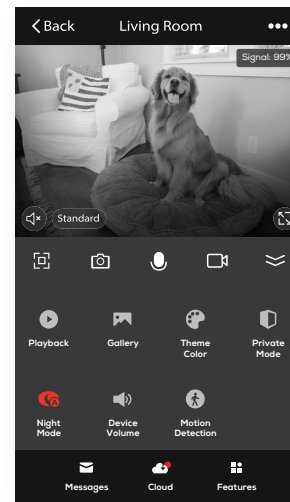 Back Living Room
Signal: 99%
Standard
Playback Gallery Theme Color Private Mode
Night Mode Device Volume Motion Detection
Messages Cloud Features